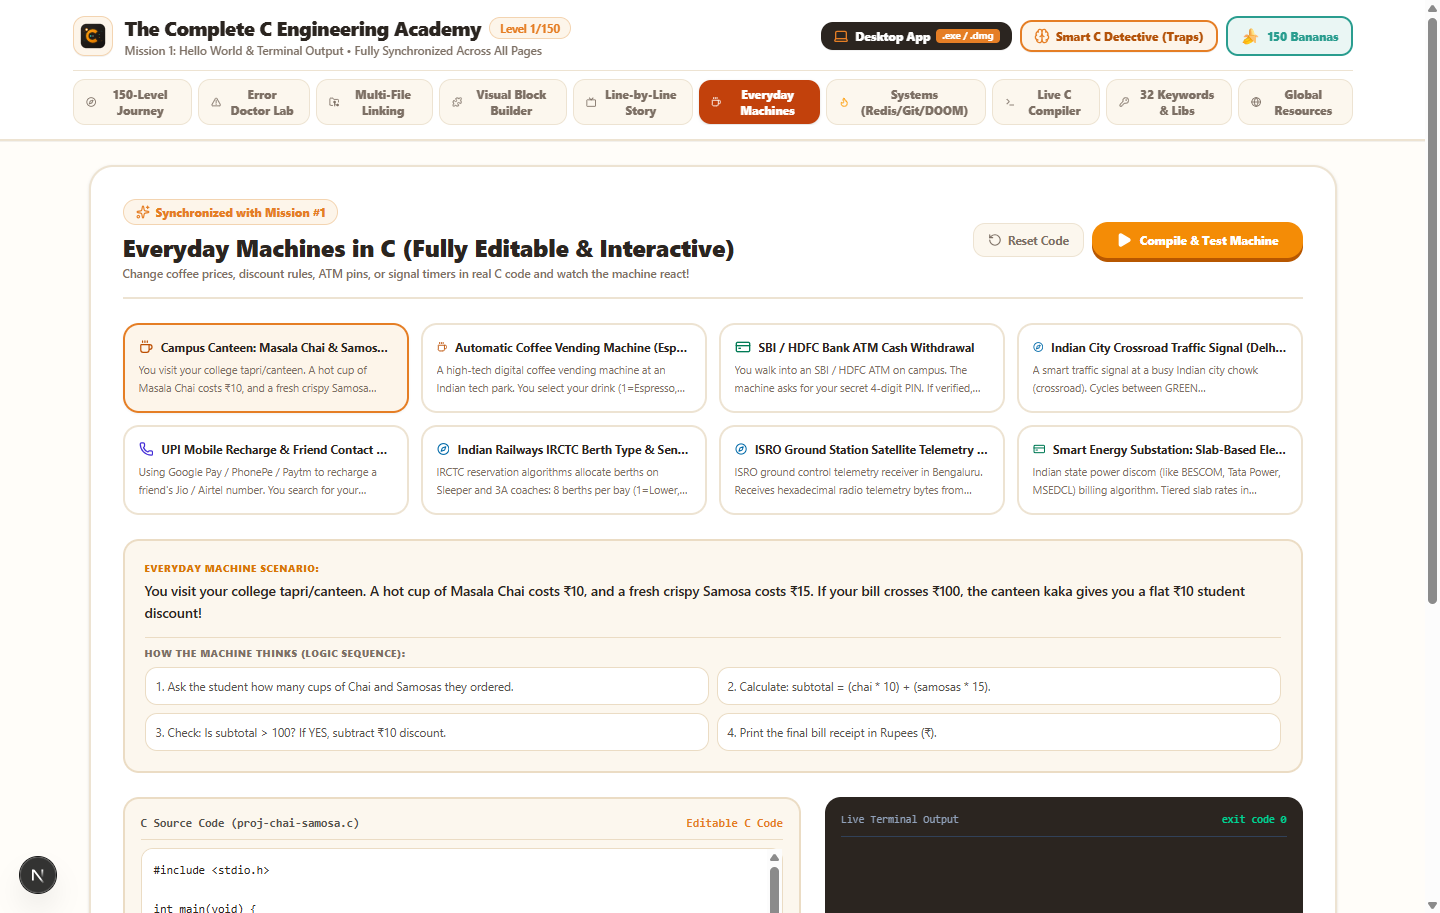 The Complete C Engineering Academy
Level 1/150
Mission 1: Hello World & Terminal Output • Fully Synchronized Across All Pages
Desktop App .exe / .dmg
Smart C Detective (Traps)
150 Bananas
150-Level
Journey
Error
Doctor Lab
Multi-File
Linking
Visual Block
Builder
Line-by-Line
Story
Everyday
Machines
Systems
(Redis/Git/DOOM)
Live C
Compiler
32 Keywords
& Libs
Global
Resources
Synchronized with Mission #1
Everyday Machines in C (Fully Editable & Interactive)
Change coffee prices, discount rules, ATM pins, or signal timers in real C code and watch the machine react!
Reset Code
Compile & Test Machine
Campus Canteen: Masala Chai & Samos...
You visit your college tapri/canteen. A hot cup of
Masala Chai costs ₹10, and a fresh crispy Samosa...
Automatic Coffee Vending Machine (Esp...
A high-tech digital coffee vending machine at an
Indian tech park. You select your drink (1=Espresso,...
SBI / HDFC Bank ATM Cash Withdrawal
You walk into an SBI / HDFC ATM on campus. The
machine asks for your secret 4-digit PIN. If verified,...
Indian City Crossroad Traffic Signal (Delh...
A smart traffic signal at a busy Indian city chowk
(crossroad). Cycles between GREEN...
UPI Mobile Recharge & Friend Contact ...
Using Google Pay / PhonePe / Paytm to recharge a
friend's Jio / Airtel number. You search for your...
Indian Railways IRCTC Berth Type & Sen...
IRCTC reservation algorithms allocate berths on
Sleeper and 3A coaches: 8 berths per bay (1=Lower,...
ISRO Ground Station Satellite Telemetry ...
ISRO ground control telemetry receiver in Bengaluru.
Receives hexadecimal radio telemetry bytes from...
Smart Energy Substation: Slab-Based Ele...
Indian state power discom (like BESCOM, Tata Power,
MSEDCL) billing algorithm. Tiered slab rates in...
EVERYDAY MACHINE SCENARIO:
You visit your college tapri/canteen. A hot cup of Masala Chai costs ₹10, and a fresh crispy Samosa costs ₹15. If your bill crosses ₹100, the canteen kaka gives you a flat ₹10 student
discount!
HOW THE MACHINE THINKS (LOGIC SEQUENCE):
1. Ask the student how many cups of Chai and Samosas they ordered.
2. Calculate: subtotal = (chai * 10) + (samosas * 15).
3. Check: Is subtotal > 100? If YES, subtract ₹10 discount.
4. Print the final bill receipt in Rupees (₹).
C Source Code (proj-chai-samosa.c)
Editable C Code
#include <stdio.h>
int main(void) {
Live Terminal Output
exit code 0
N